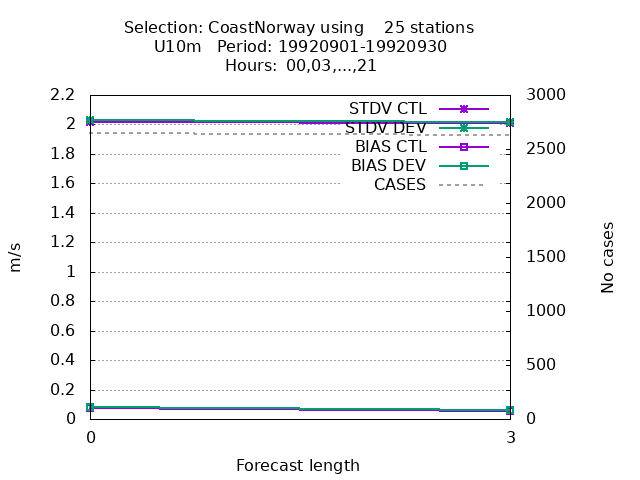 Selection: CoastNorway using    25 stations
U10m   Period: 19920901-19920930
Hours:  00,03,...,21
2.2
2
1.8
1.6
1.4
1.2
1
0.8
0.6
0.4
0.2
0
3000
2500
2000
1500
1000
500
0
STDV CTL
STDV DEV
BIAS CTL
BIAS DEV
CASES
m/s
No cases
0
3
Forecast length